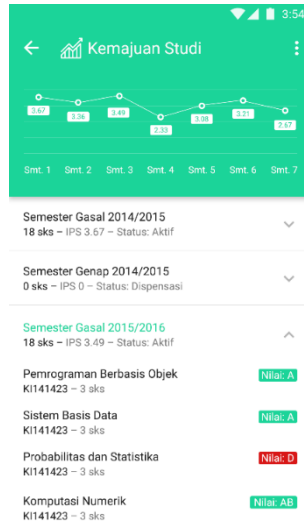 3:54
Kemajuan Studi
3.67 3.36 3.49 2.33 3.08 3.21 2.67
Smt. 1 Smt. 2 Smt. 3 Smt. 4 Smt. 5 Smt. 6 Smt. 7
Semester Gasal 2014/2015
18 sks – IPS 3.67 – Status: Aktif
Semester Genap 2014/2015
0 sks – IPS 0 – Status: Dispensasi
Semester Gasal 2015/2016
18 sks – IPS 3.49 – Status: Aktif
Pemrograman Berbasis Objek Nilai: A
KI141423 – 3 sks
Sistem Basis Data Nilai: A
KI141423 – 3 sks
Probabilitas dan Statistika Nilai: D
KI141423 – 3 sks
Komputasi Numerik Nilai: AB
KI141423 – 3 sks